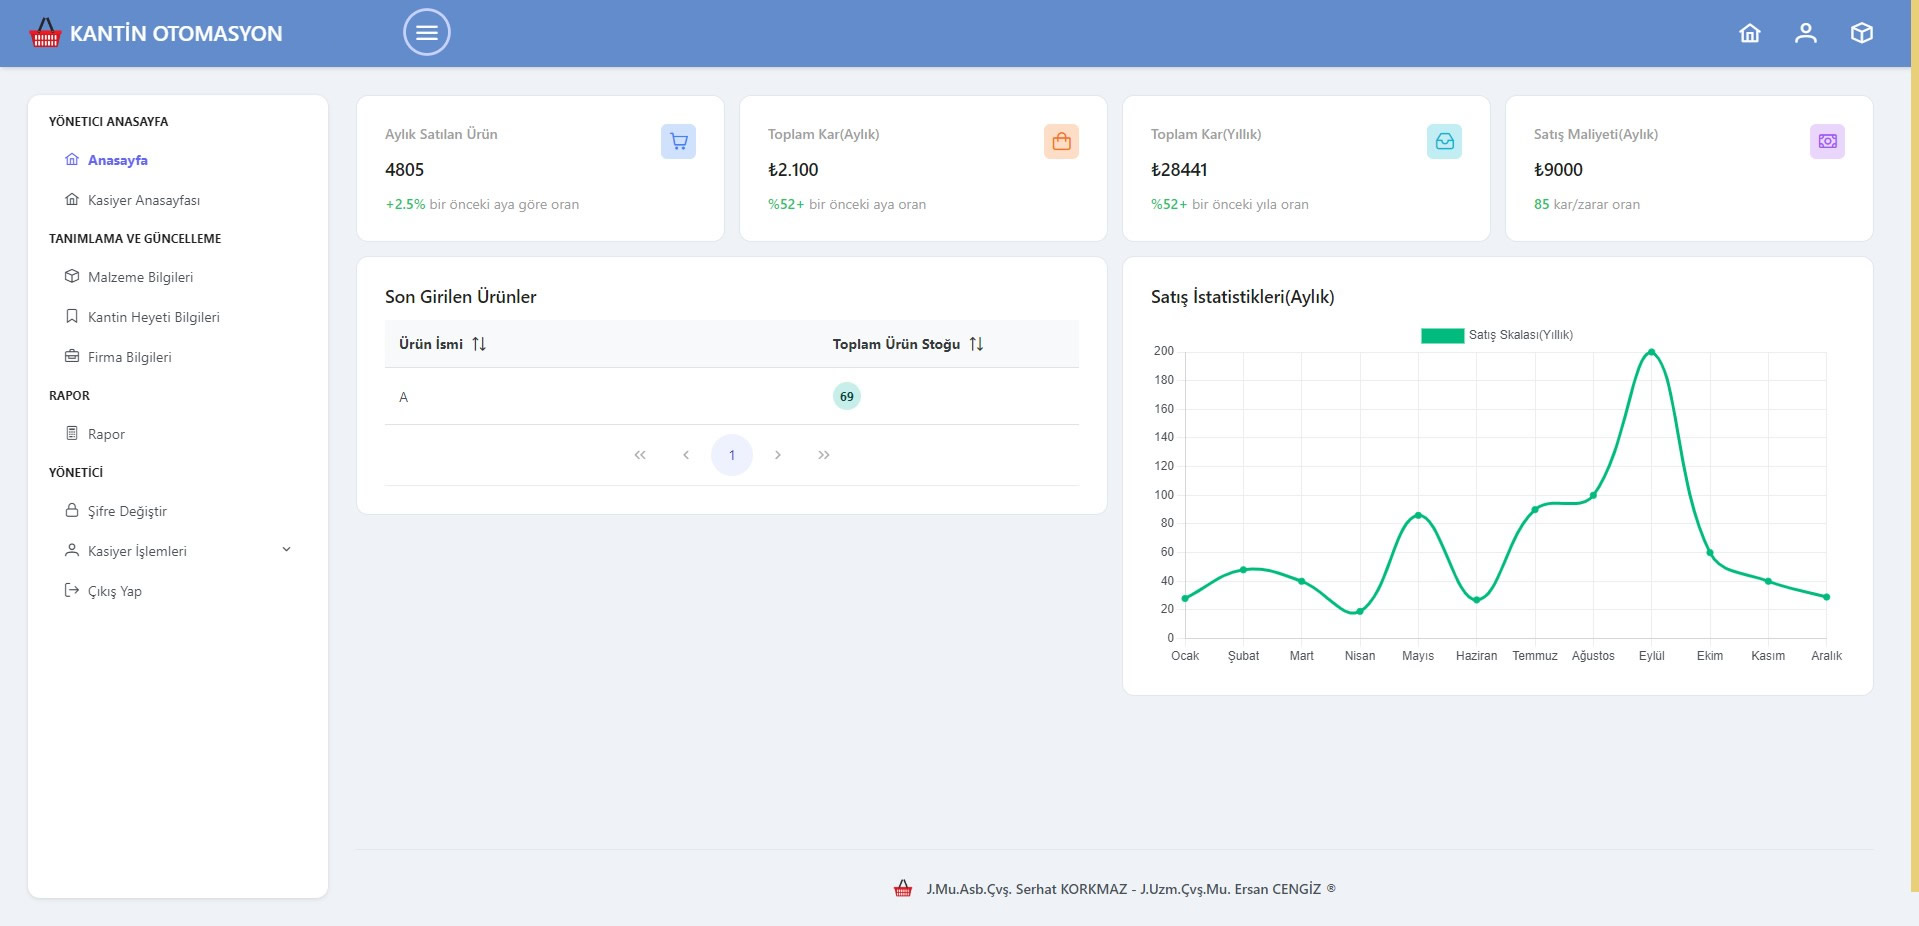 KANTİN OTOMASYON
YÖNETICI ANASAYFA
Anasayfa
Kasiyer Anasayfası
TANIMLAMA VE GÜNCELLEME
Malzeme Bilgileri
Kantin Heyeti Bilgileri
Firma Bilgileri
RAPOR
Rapor
YÖNETİCİ
Şifre Değiştir
Kasiyer İşlemleri
Çıkış Yap
Aylık Satılan Ürün
4805
+2.5% bir önceki aya göre oran
Toplam Kar(Aylık)
₺2.100
%52+ bir önceki aya oran
Toplam Kar(Yıllık)
₺28441
%52+ bir önceki yıla oran
Satış Maliyeti(Aylık)
₺9000
85 kar/zarar oran
Son Girilen Ürünler
Ürün İsmi Toplam Ürün Stoğu
A 69
1
Satış İstatistikleri(Aylık)
Satış Skalası(Yıllık)
200
180
160
140
120
100
80
60
40
20
0
Ocak Şubat Mart Nisan Mayıs Haziran Temmuz Ağustos Eylül Ekim Kasım Aralık
J.Mu.Asb.Çvş. Serhat KORKMAZ - J.Uzm.Çvş.Mu. Ersan CENGİZ ®